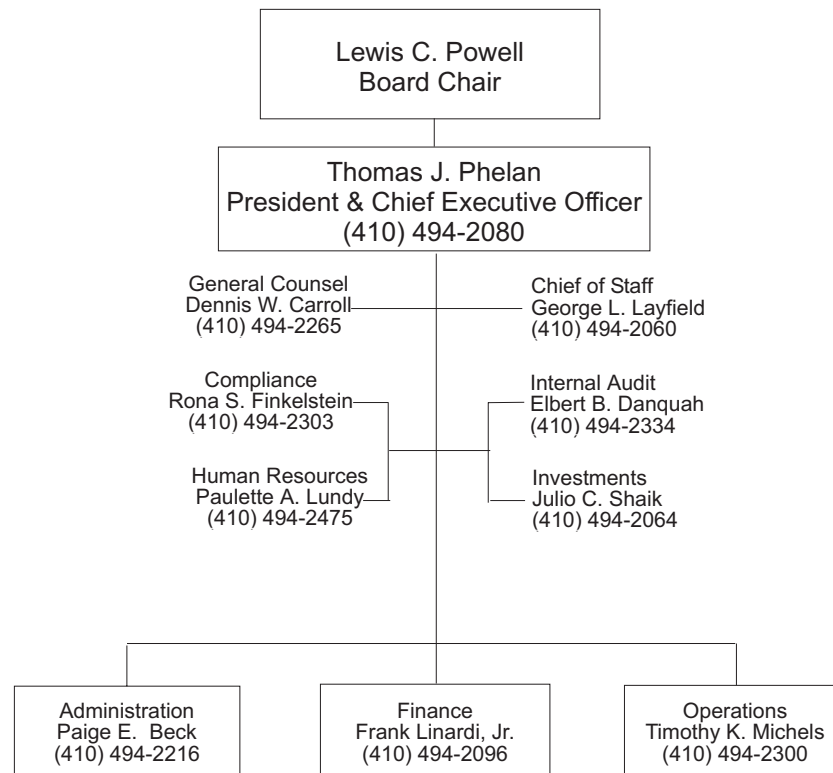 Lewis C. Powell
Board Chair
Thomas J. Phelan
President & Chief Executive Officer
(410) 494-2080
General Counsel
Dennis W. Carroll
(410) 494-2265
Chief of Staff
George L. Layfield
(410) 494-2060
Compliance
Rona S. Finkelstein
(410) 494-2303
Internal Audit
Elbert B. Danquah
(410) 494-2334
Human Resources
Paulette A. Lundy
(410) 494-2475
Investments
Julio C. Shaik
(410) 494-2064
Administration
Paige E. Beck
(410) 494-2216
Finance
Frank Linardi, Jr.
(410) 494-2096
Operations
Timothy K. Michels
(410) 494-2300